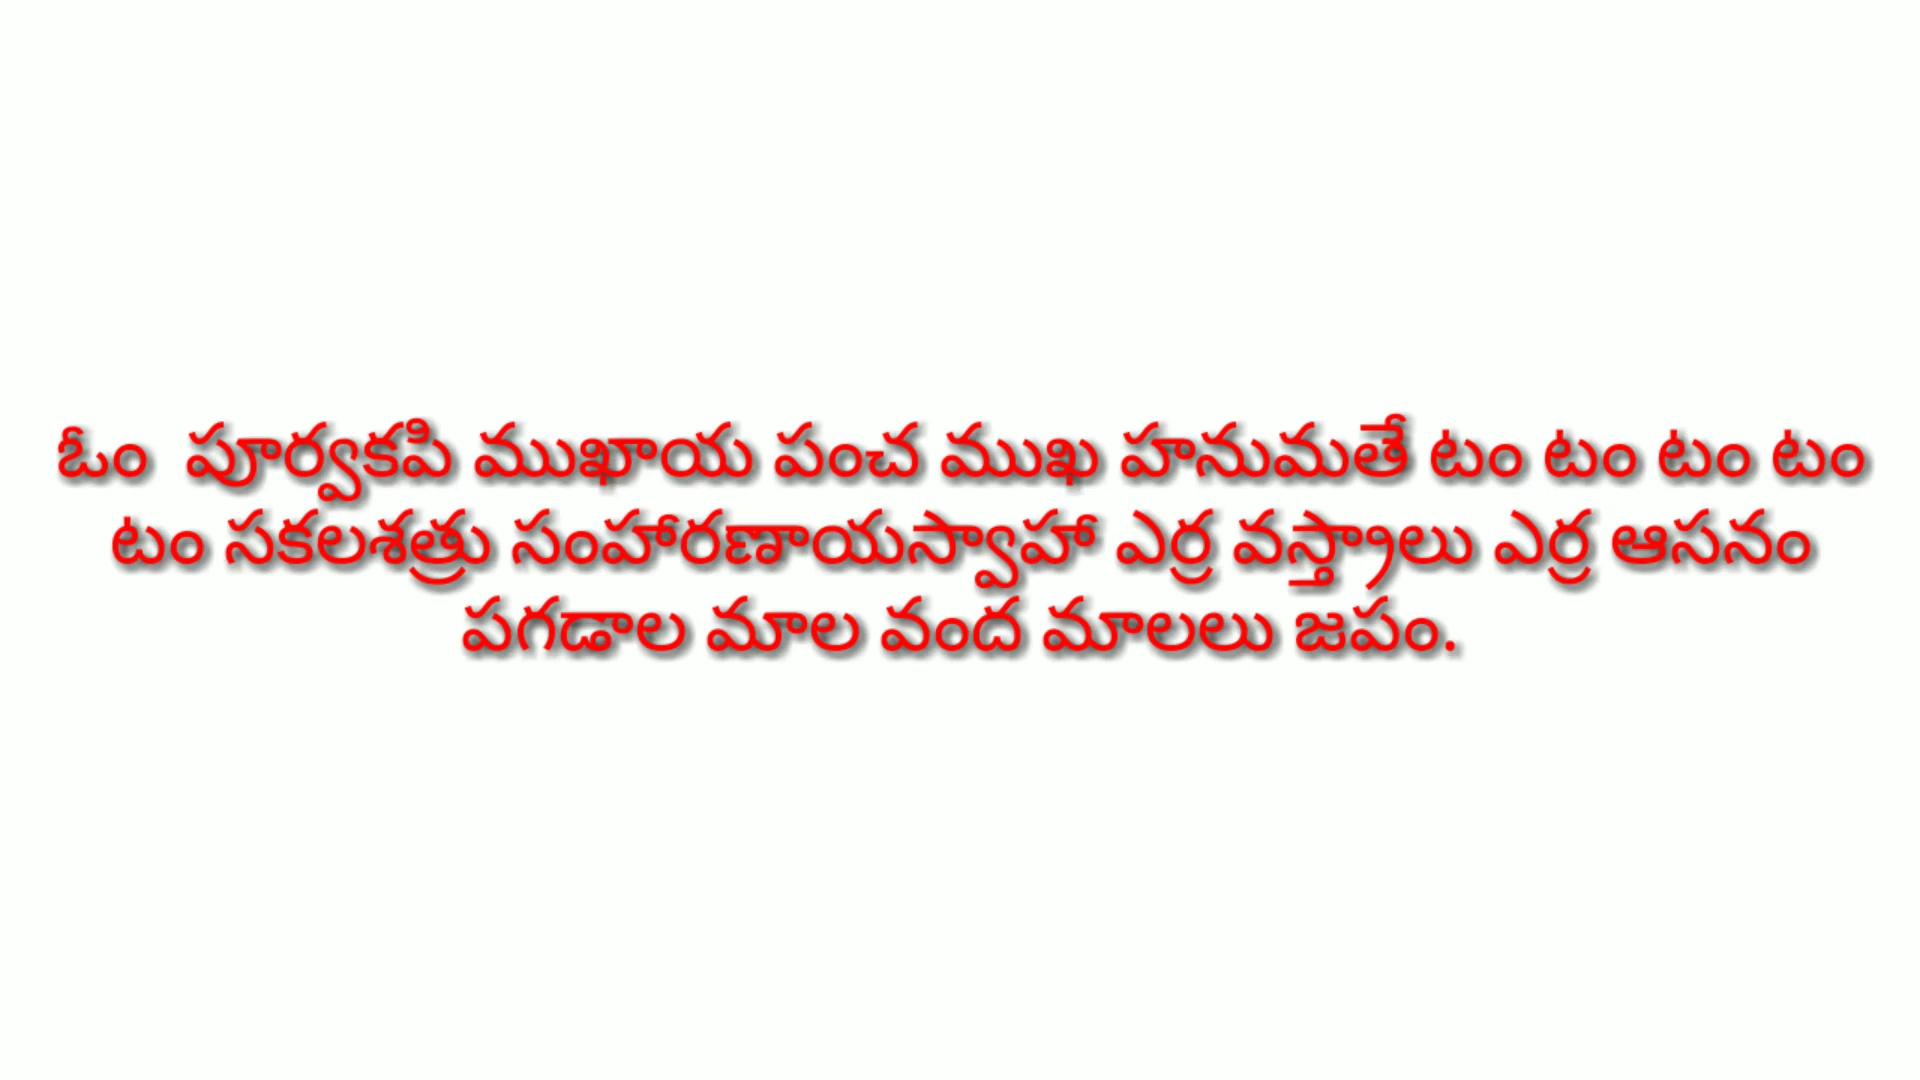 ఓం  పూర్వకపి ముఖాయ పంచ ముఖ హనుమతే టం టం టం టం
టం సకలశత్రు సంహారణాయస్వాహా ఎర్ర వస్త్రాలు ఎర్ర ఆసనం
పగడాల మాల వంద మాలలు జపం.